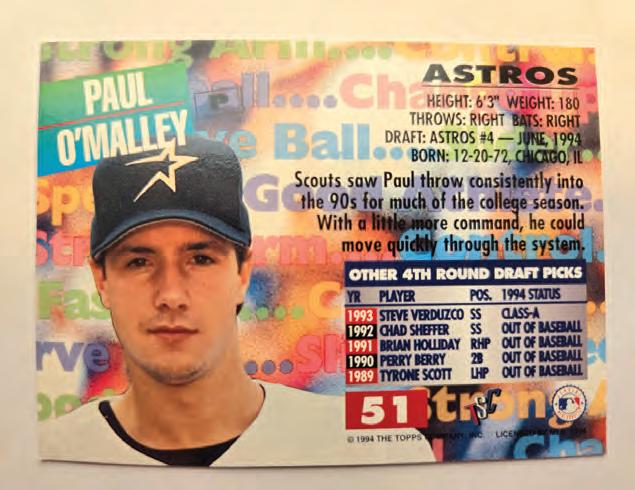 PAUL
O'MALLEY
P
ASTROS
HEIGHT: 6'3" WEIGHT: 180
THROWS: RIGHT BATS: RIGHT
DRAFT: ASTROS #4 — JUNE, 1994
BORN: 12-20-72, CHICAGO, IL
Scouts saw Paul throw consistently into
the 90s for much of the college season.
With a little more command, he could
move quickly through the system.
OTHER 4TH ROUND DRAFT PICKS
YR PLAYER POS. 1994 STATUS
1993 STEVE VERDUZCO SS CLASS-A
1992 CHAD SHEFFER SS OUT OF BASEBALL
1991 BRIAN HOLLIDAY RHP OUT OF BASEBALL
1990 PERRY BERRY 2B OUT OF BASEBALL
1989 TYRONE SCOTT LHP OUT OF BASEBALL
51
SC
© 1994 THE TOPPS COMPANY, INC.